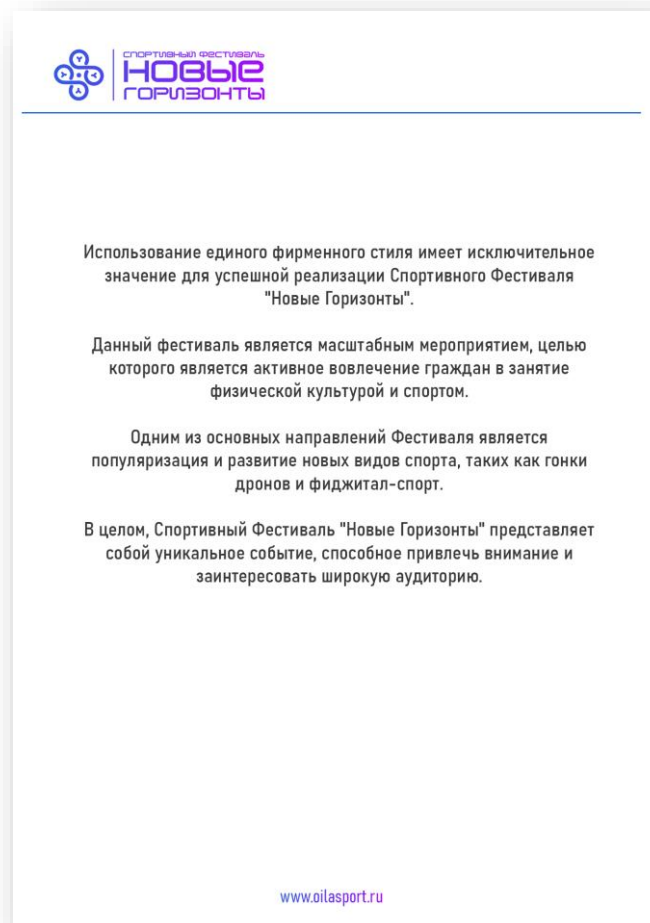 СПОРТИВНЫЙ ФЕСТИВАЛЬ
НОВЫЕ
ГОРИЗОНТЫ
Использование единого фирменного стиля имеет исключительное
значение для успешной реализации Спортивного Фестиваля
"Новые Горизонты".
Данный фестиваль является масштабным мероприятием, целью
которого является активное вовлечение граждан в занятие
физической культурой и спортом.
Одним из основных направлений Фестиваля является
популяризация и развитие новых видов спорта, таких как гонки
дронов и фиджитал-спорт.
В целом, Спортивный Фестиваль "Новые Горизонты" представляет
собой уникальное событие, способное привлечь внимание и
заинтересовать широкую аудиторию.
www.oilasport.ru